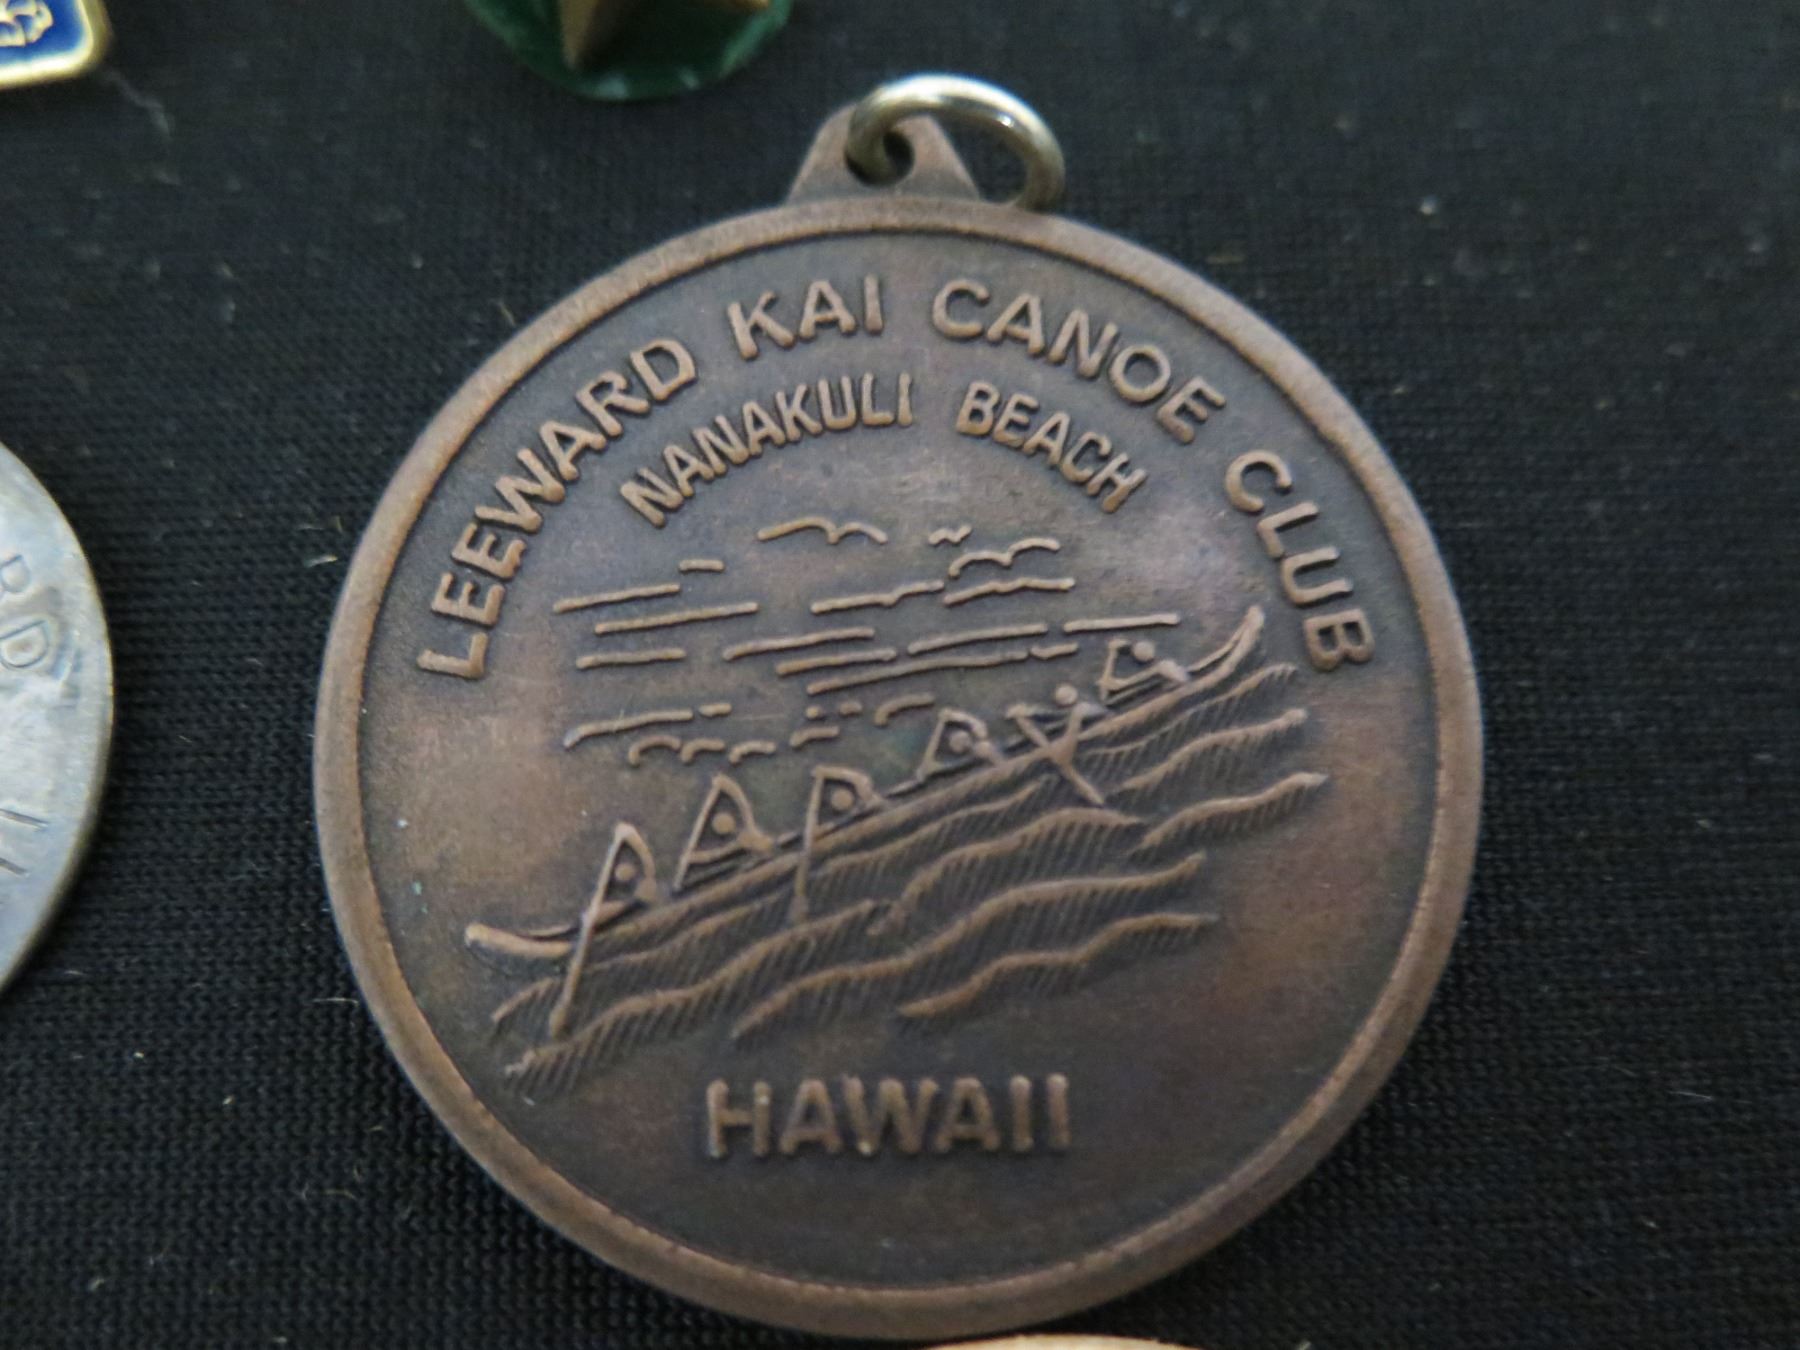 LEEWARD KAI CANOE CLUB
NANAKULI BEACH
HAWAII